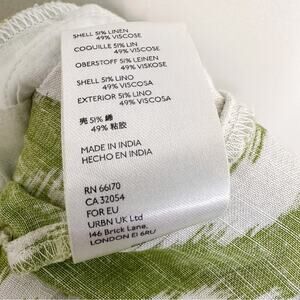 SHELL 51% LINEN
49% VISCOSE
COQUILLE 51% LIN
49% VISCOSE
OBERSTOFF 51% LEINEN
49% VISKOSE
SHELL 51% LINO
49% VISCOSA
EXTERIOR 51% LINO
49% VISCOSA
売 51% 綿
49% 粘胶
MADE IN INDIA
HECHO EN INDIA
RN 66170
CA 32054
FOR EU
URBN UK Ltd
146 Brick Lane,
LONDON E1 6RU